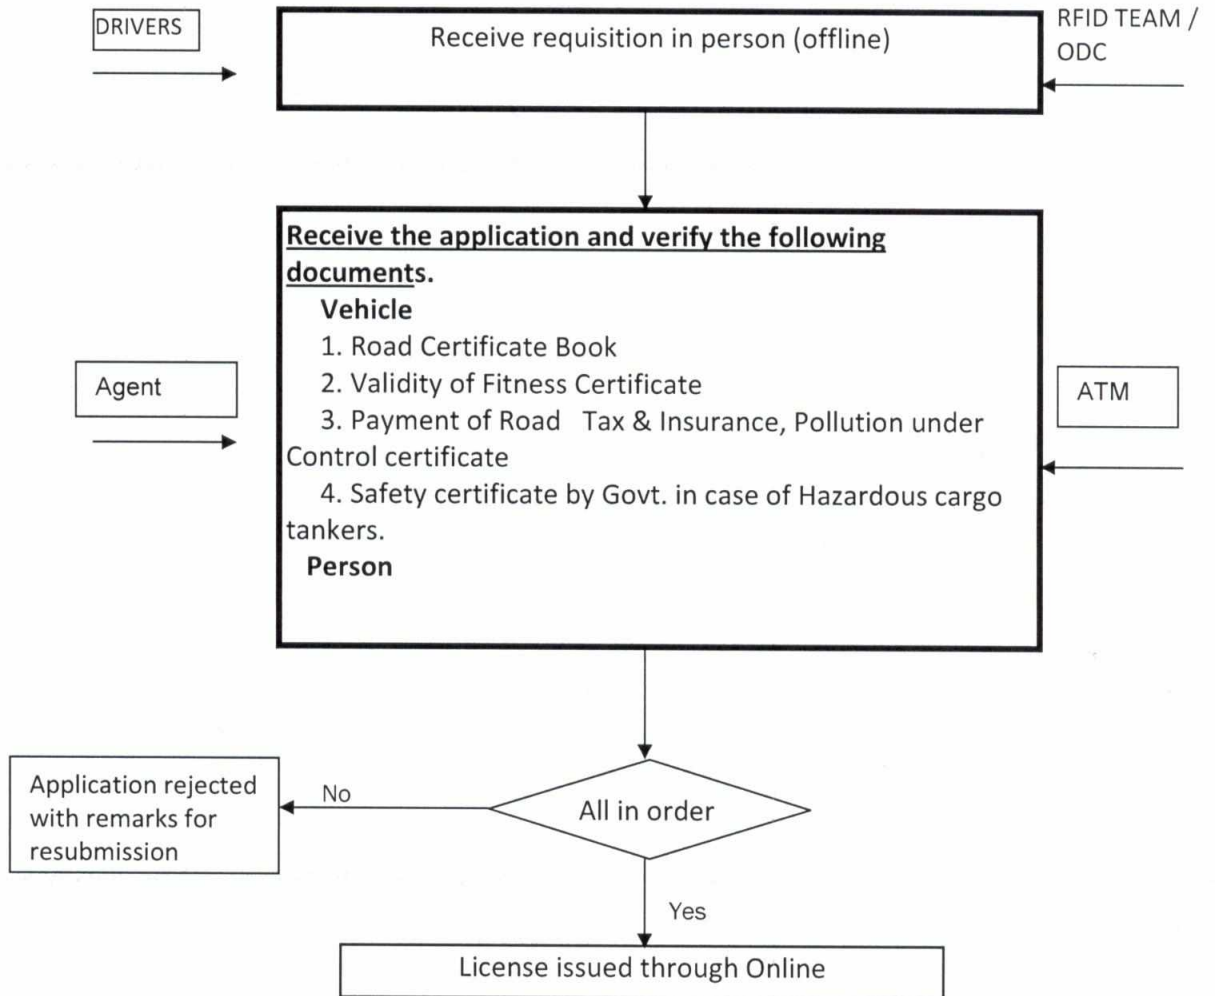 DRIVERS
Receive requisition in person (offline)
RFID TEAM /
ODC
Receive the application and verify the following
documents.
Vehicle
1. Road Certificate Book
2. Validity of Fitness Certificate
3. Payment of Road   Tax & Insurance, Pollution under
Control certificate
4. Safety certificate by Govt. in case of Hazardous cargo
tankers.
Person
Agent
ATM
All in order
No
Application rejected
with remarks for
resubmission
Yes
License issued through Online